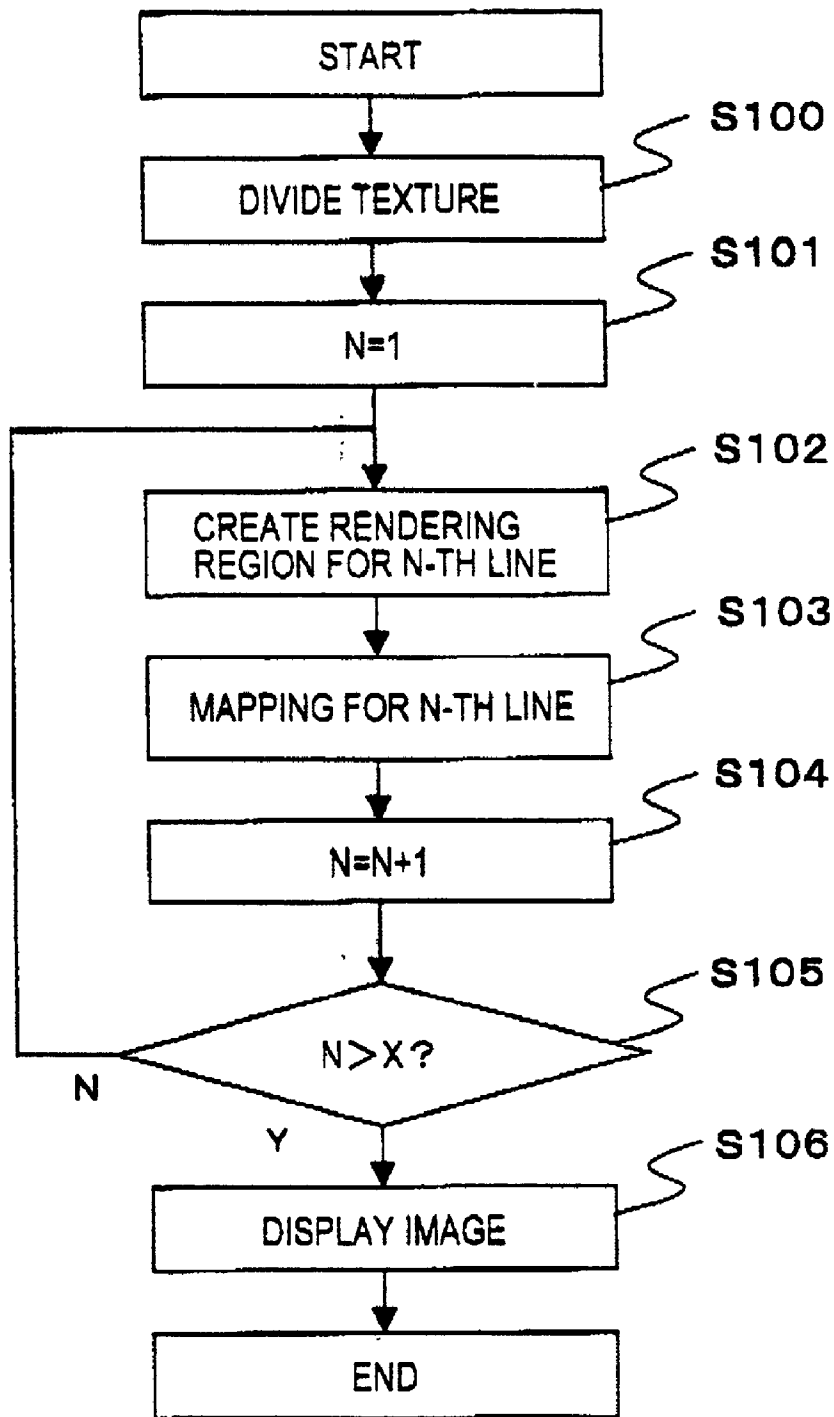 START
S100
DIVIDE TEXTURE
S101
N=1
S102
CREATE RENDERING
REGION FOR N-TH LINE
S103
MAPPING FOR N-TH LINE
S104
N=N+1
S105
N>X?
N
Y
S106
DISPLAY IMAGE
END